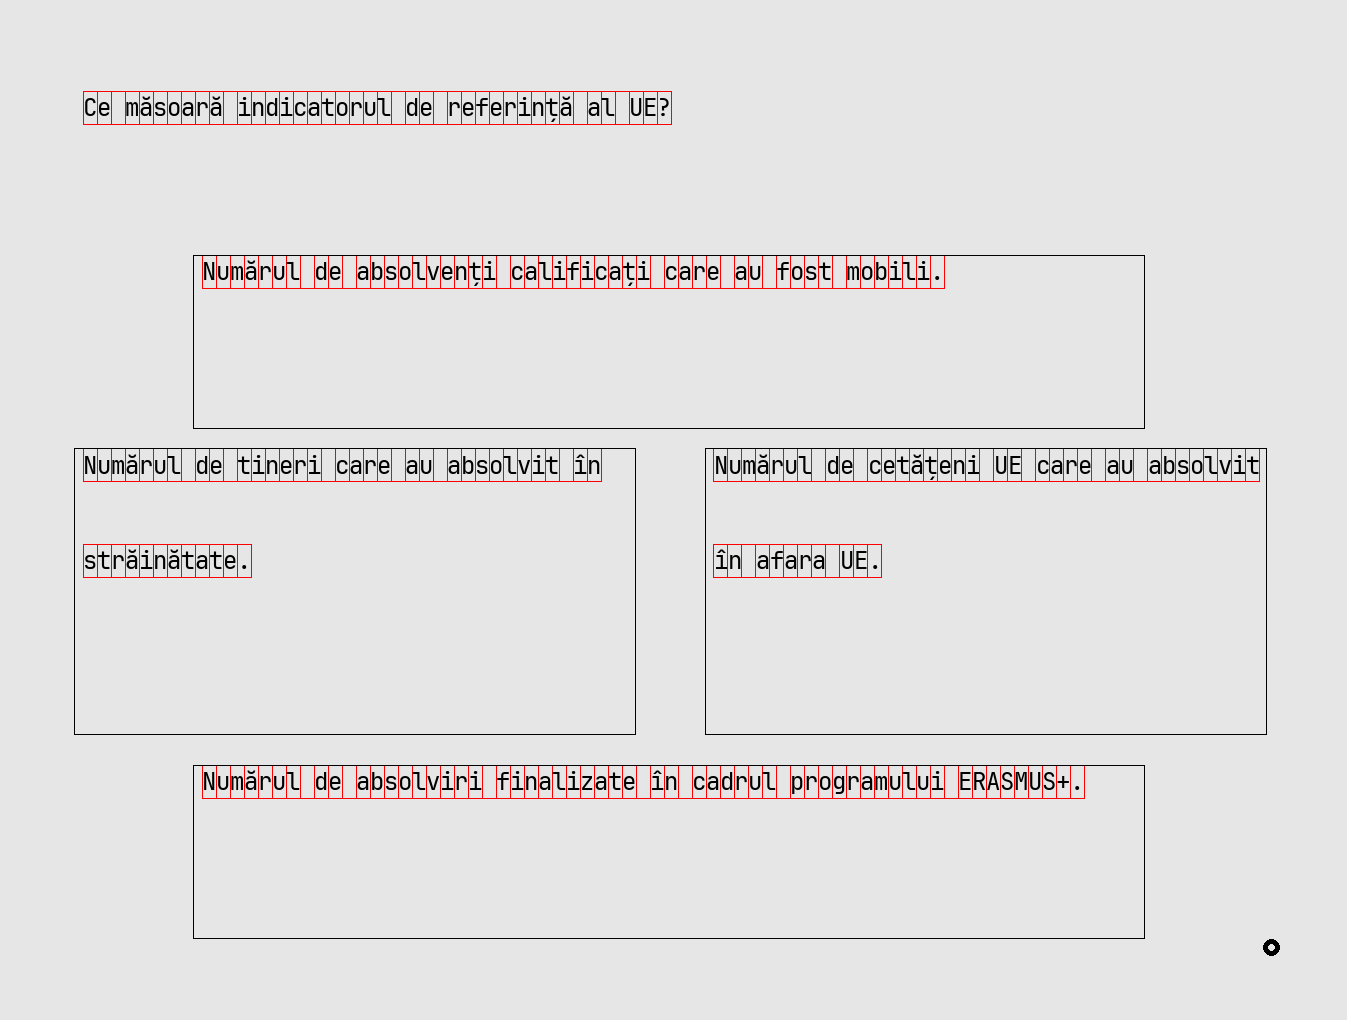 Ce măsoară indicatorul de referință al UE?
Numărul de absolvenți calificați care au fost mobili.
Numărul de tineri care au absolvit în
străinătate.
Numărul de cetățeni UE care au absolvit
în afara UE.
Numărul de absolviri finalizate în cadrul programului ERASMUS+.